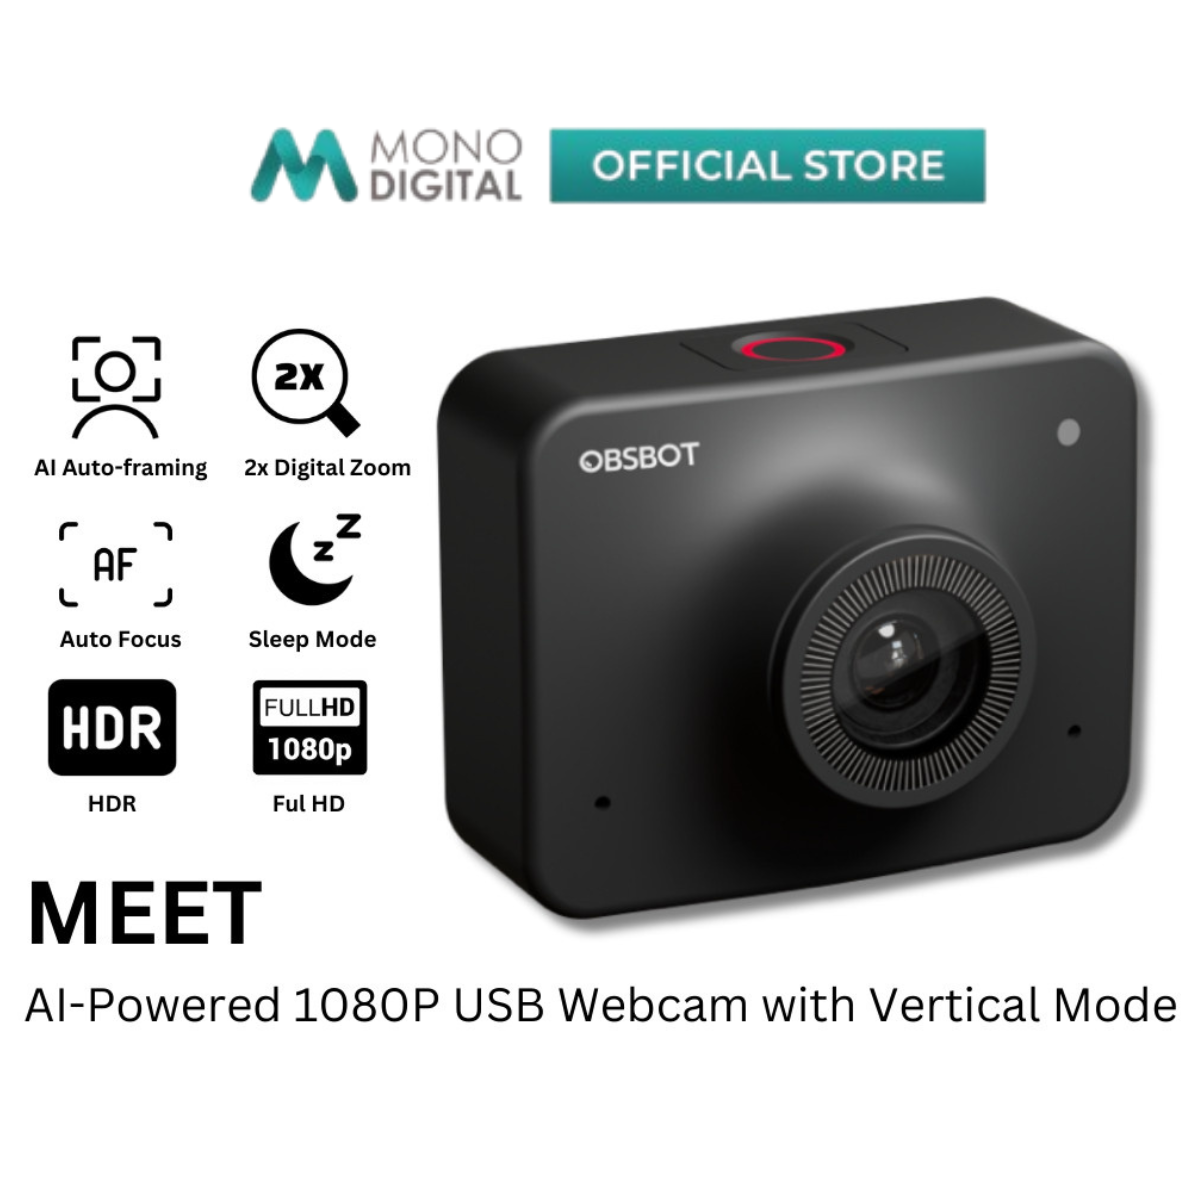 MONO
DIGITAL
OFFICIAL STORE
2X
AI Auto-framing
2x Digital Zoom
AF
z z
Auto Focus
Sleep Mode
HDR
FULLHD
1080p
HDR
Ful HD
OBSBOT
MEET
AI-Powered 1080P USB Webcam with Vertical Mode